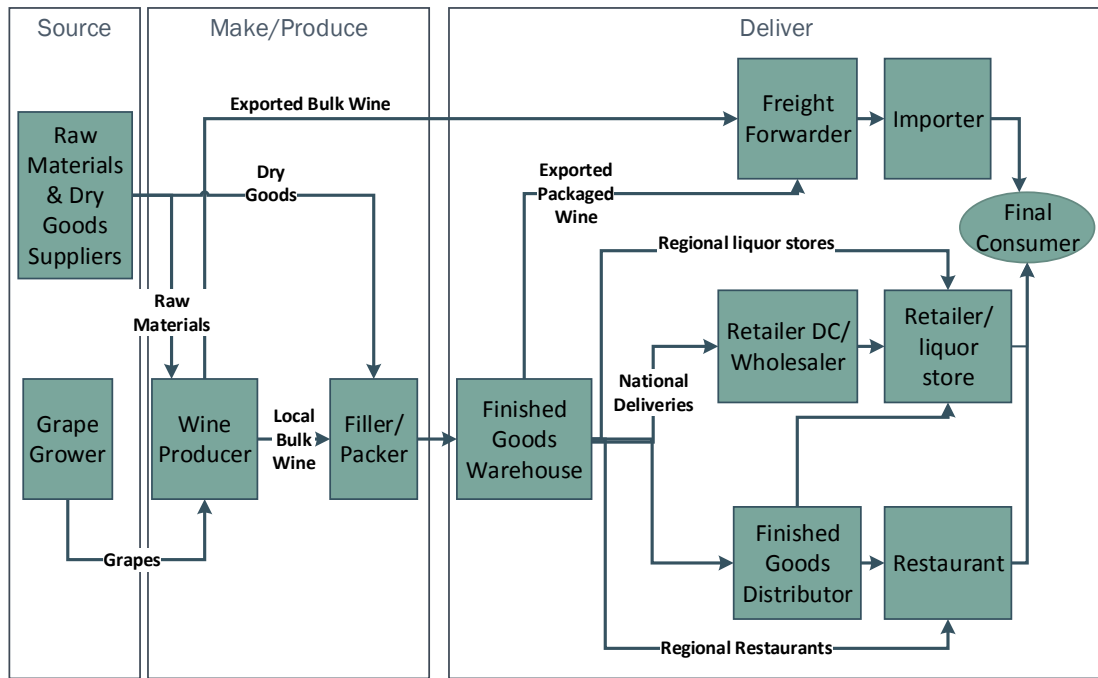 Source
Make/Produce
Deliver
Raw
Materials
& Dry
Goods
Suppliers
Grape
Grower
Grapes
Raw
Materials
Dry
Goods
Exported Bulk Wine
Wine
Producer
Local
Bulk
Wine
Filler/
Packer
Finished
Goods
Warehouse
Exported
Packaged
Wine
Freight
Forwarder
Importer
Final
Consumer
Regional liquor stores
Retailer DC/
Wholesaler
Retailer/
liquor
store
National
Deliveries
Finished
Goods
Distributor
Restaurant
Regional Restaurants